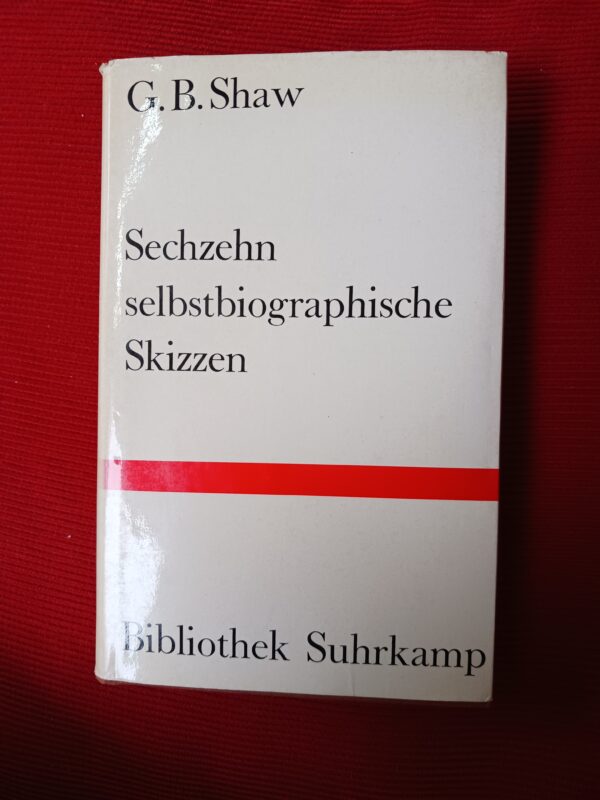 G. B. Shaw
Sechzehn
selbstbiographische
Skizzen
Bibliothek Suhrkamp